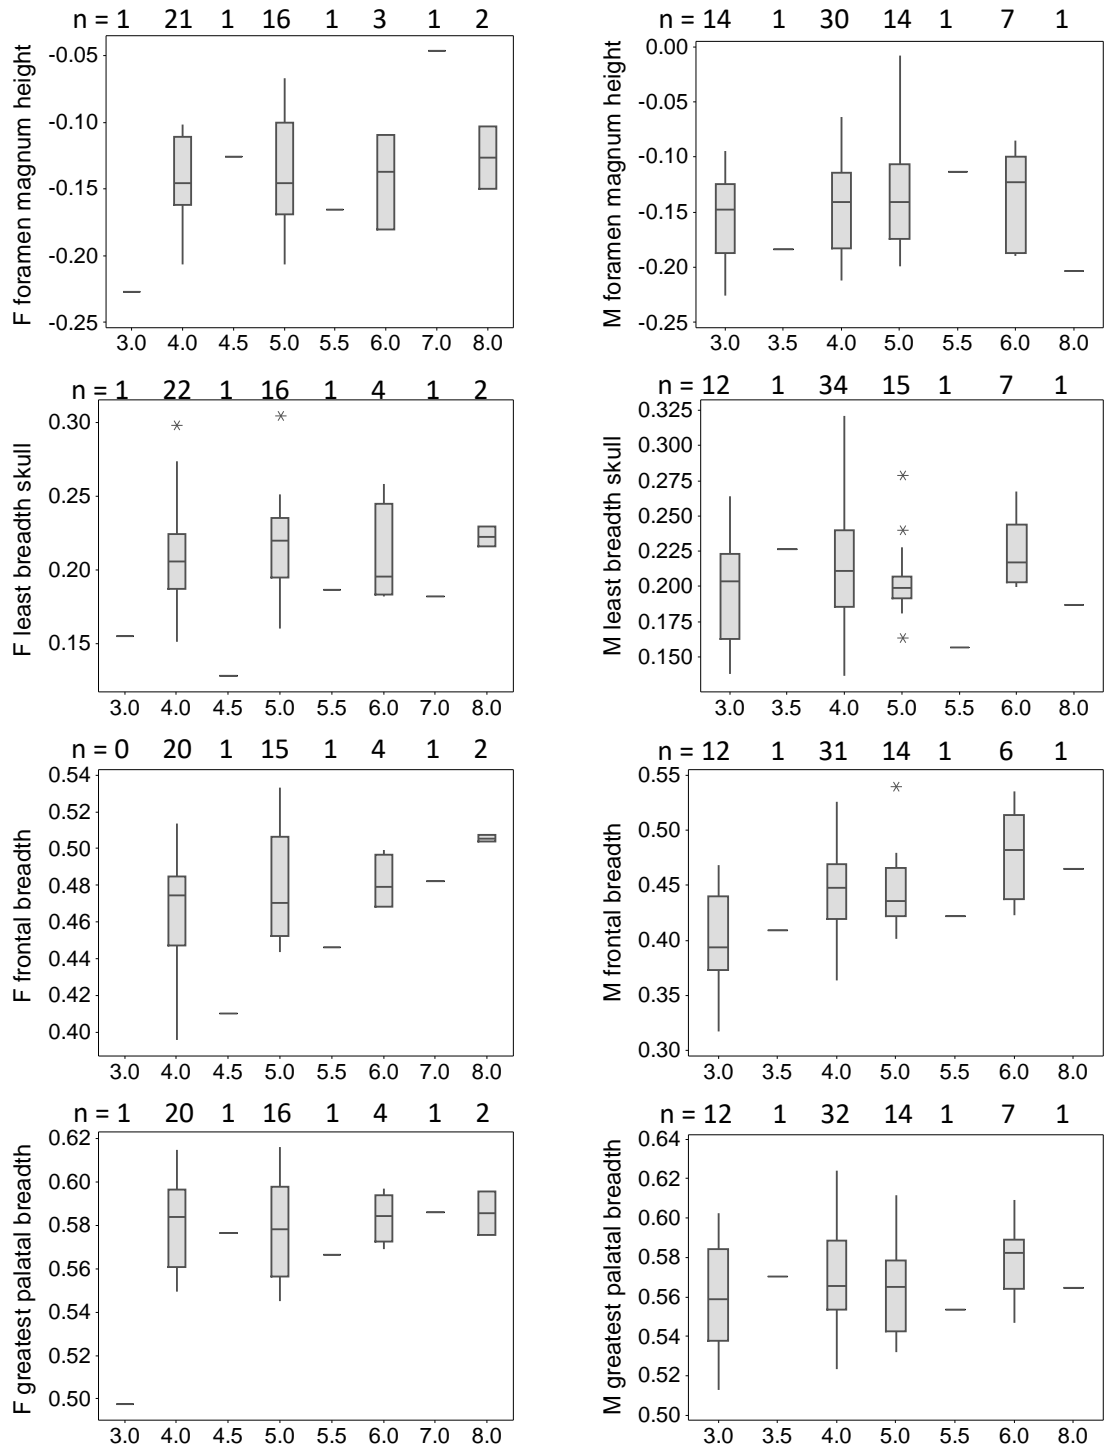 n = 1 21 1 16 1 3 1 2
F foramen magnum height
-0.05
-0.10
-0.15
-0.20
-0.25
3.0 4.0 4.5 5.0 5.5 6.0 7.0 8.0
n = 14 1 30 14 1 7 1
M foramen magnum height
0.00
-0.05
-0.10
-0.15
-0.20
-0.25
3.0 3.5 4.0 5.0 5.5 6.0 8.0
n = 1 22 1 16 1 4 1 2
F least breadth skull
0.30
0.25
0.20
0.15
3.0 4.0 4.5 5.0 5.5 6.0 7.0 8.0
n = 12 1 34 15 1 7 1
M least breadth skull
0.325
0.300
0.275
0.250
0.225
0.200
0.175
0.150
3.0 3.5 4.0 5.0 5.5 6.0 8.0
n = 0 20 1 15 1 4 1 2
F frontal breadth
0.54
0.52
0.50
0.48
0.46
0.44
0.42
0.40
3.0 4.0 4.5 5.0 5.5 6.0 7.0 8.0
n = 12 1 31 14 1 6 1
M frontal breadth
0.55
0.50
0.45
0.40
0.35
0.30
3.0 3.5 4.0 5.0 5.5 6.0 8.0
n = 1 20 1 16 1 4 1 2
F greatest palatal breadth
0.62
0.60
0.58
0.56
0.54
0.52
0.50
3.0 4.0 4.5 5.0 5.5 6.0 7.0 8.0
n = 12 1 32 14 1 7 1
M greatest palatal breadth
0.64
0.62
0.60
0.58
0.56
0.54
0.52
0.50
3.0 3.5 4.0 5.0 5.5 6.0 8.0